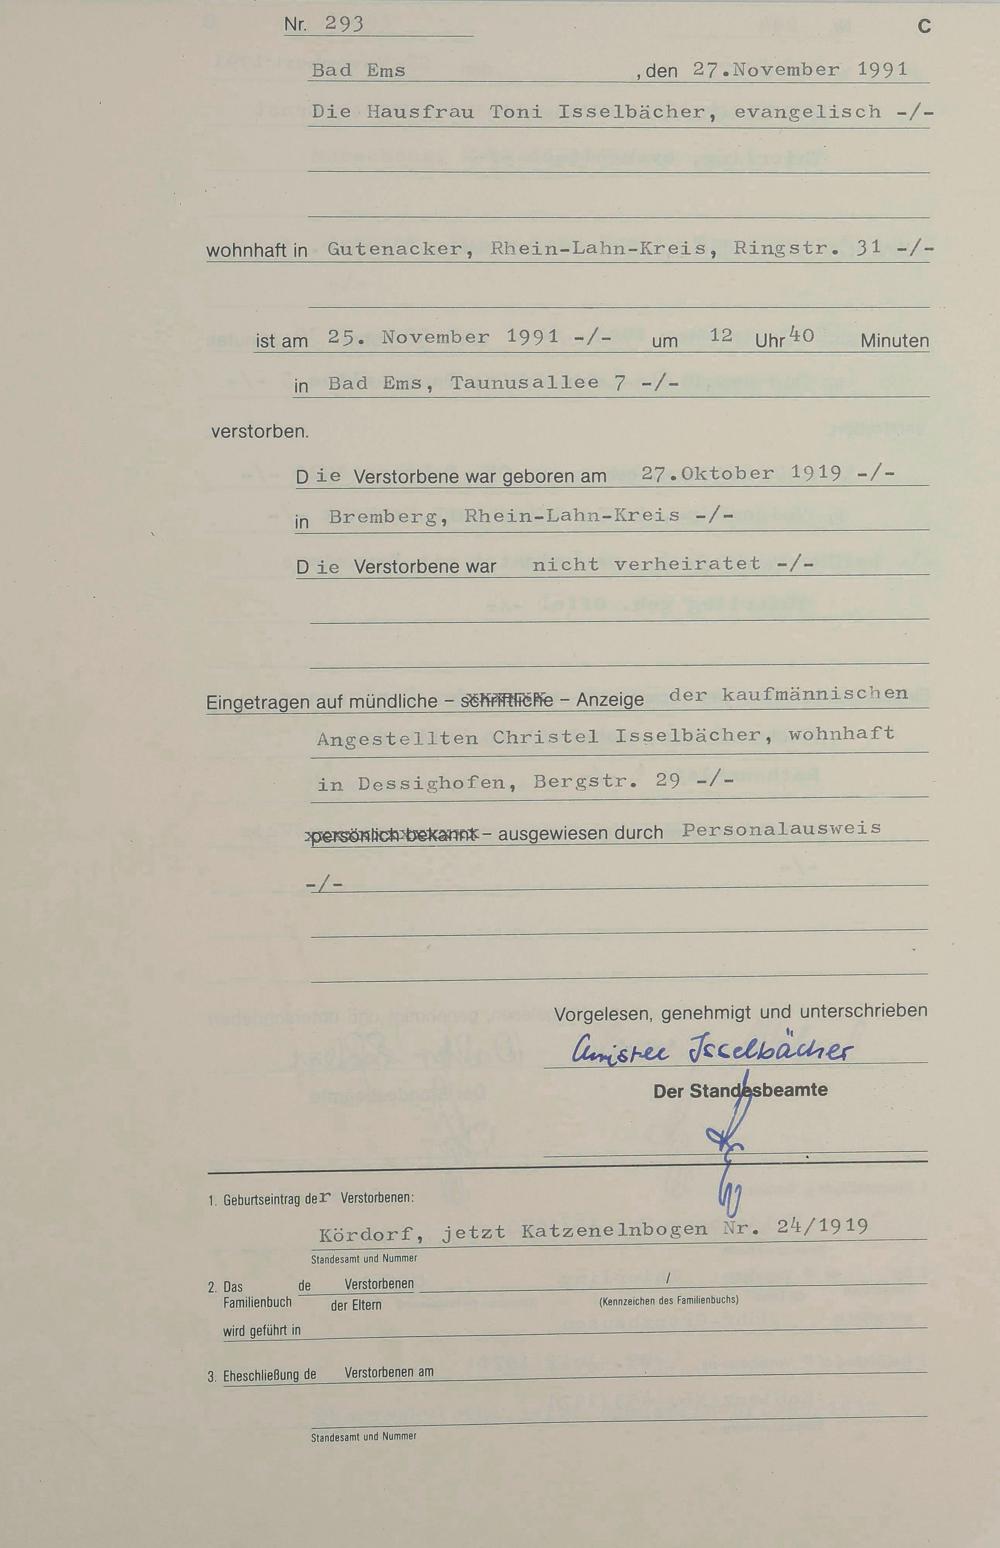 Nr. 293 C
Bad Ems , den 27.November 1991
Die Hausfrau Toni Isselbächer, evangelisch -/-
wohnhaft in Gutenacker, Rhein-Lahn-Kreis, Ringstr. 31 -/-
ist am 25. November 1991 -/- um 12 Uhr 40 Minuten
in Bad Ems, Taunusallee 7 -/-
verstorben.
Die Verstorbene war geboren am 27.Oktober 1919 -/-
in Bremberg, Rhein-Lahn-Kreis -/-
Die Verstorbene war nicht verheiratet -/-
Eingetragen auf mündliche – schriftliche – Anzeige der kaufmännischen
Angestellten Christel Isselbächer, wohnhaft
in Dessighofen, Bergstr. 29 -/-
persönlich bekannt – ausgewiesen durch Personalausweis
-/-
Vorgelesen, genehmigt und unterschrieben
Christel Isselbächer
Der Standesbeamte
1. Geburtseintrag der Verstorbenen:
Kördorf, jetzt Katzenelnbogen Nr. 24/1919
Standesamt und Nummer
2. Das de Verstorbenen /
Familienbuch der Eltern (Kennzeichen des Familienbuchs)
wird geführt in
3. Eheschließung de Verstorbenen am
Standesamt und Nummer